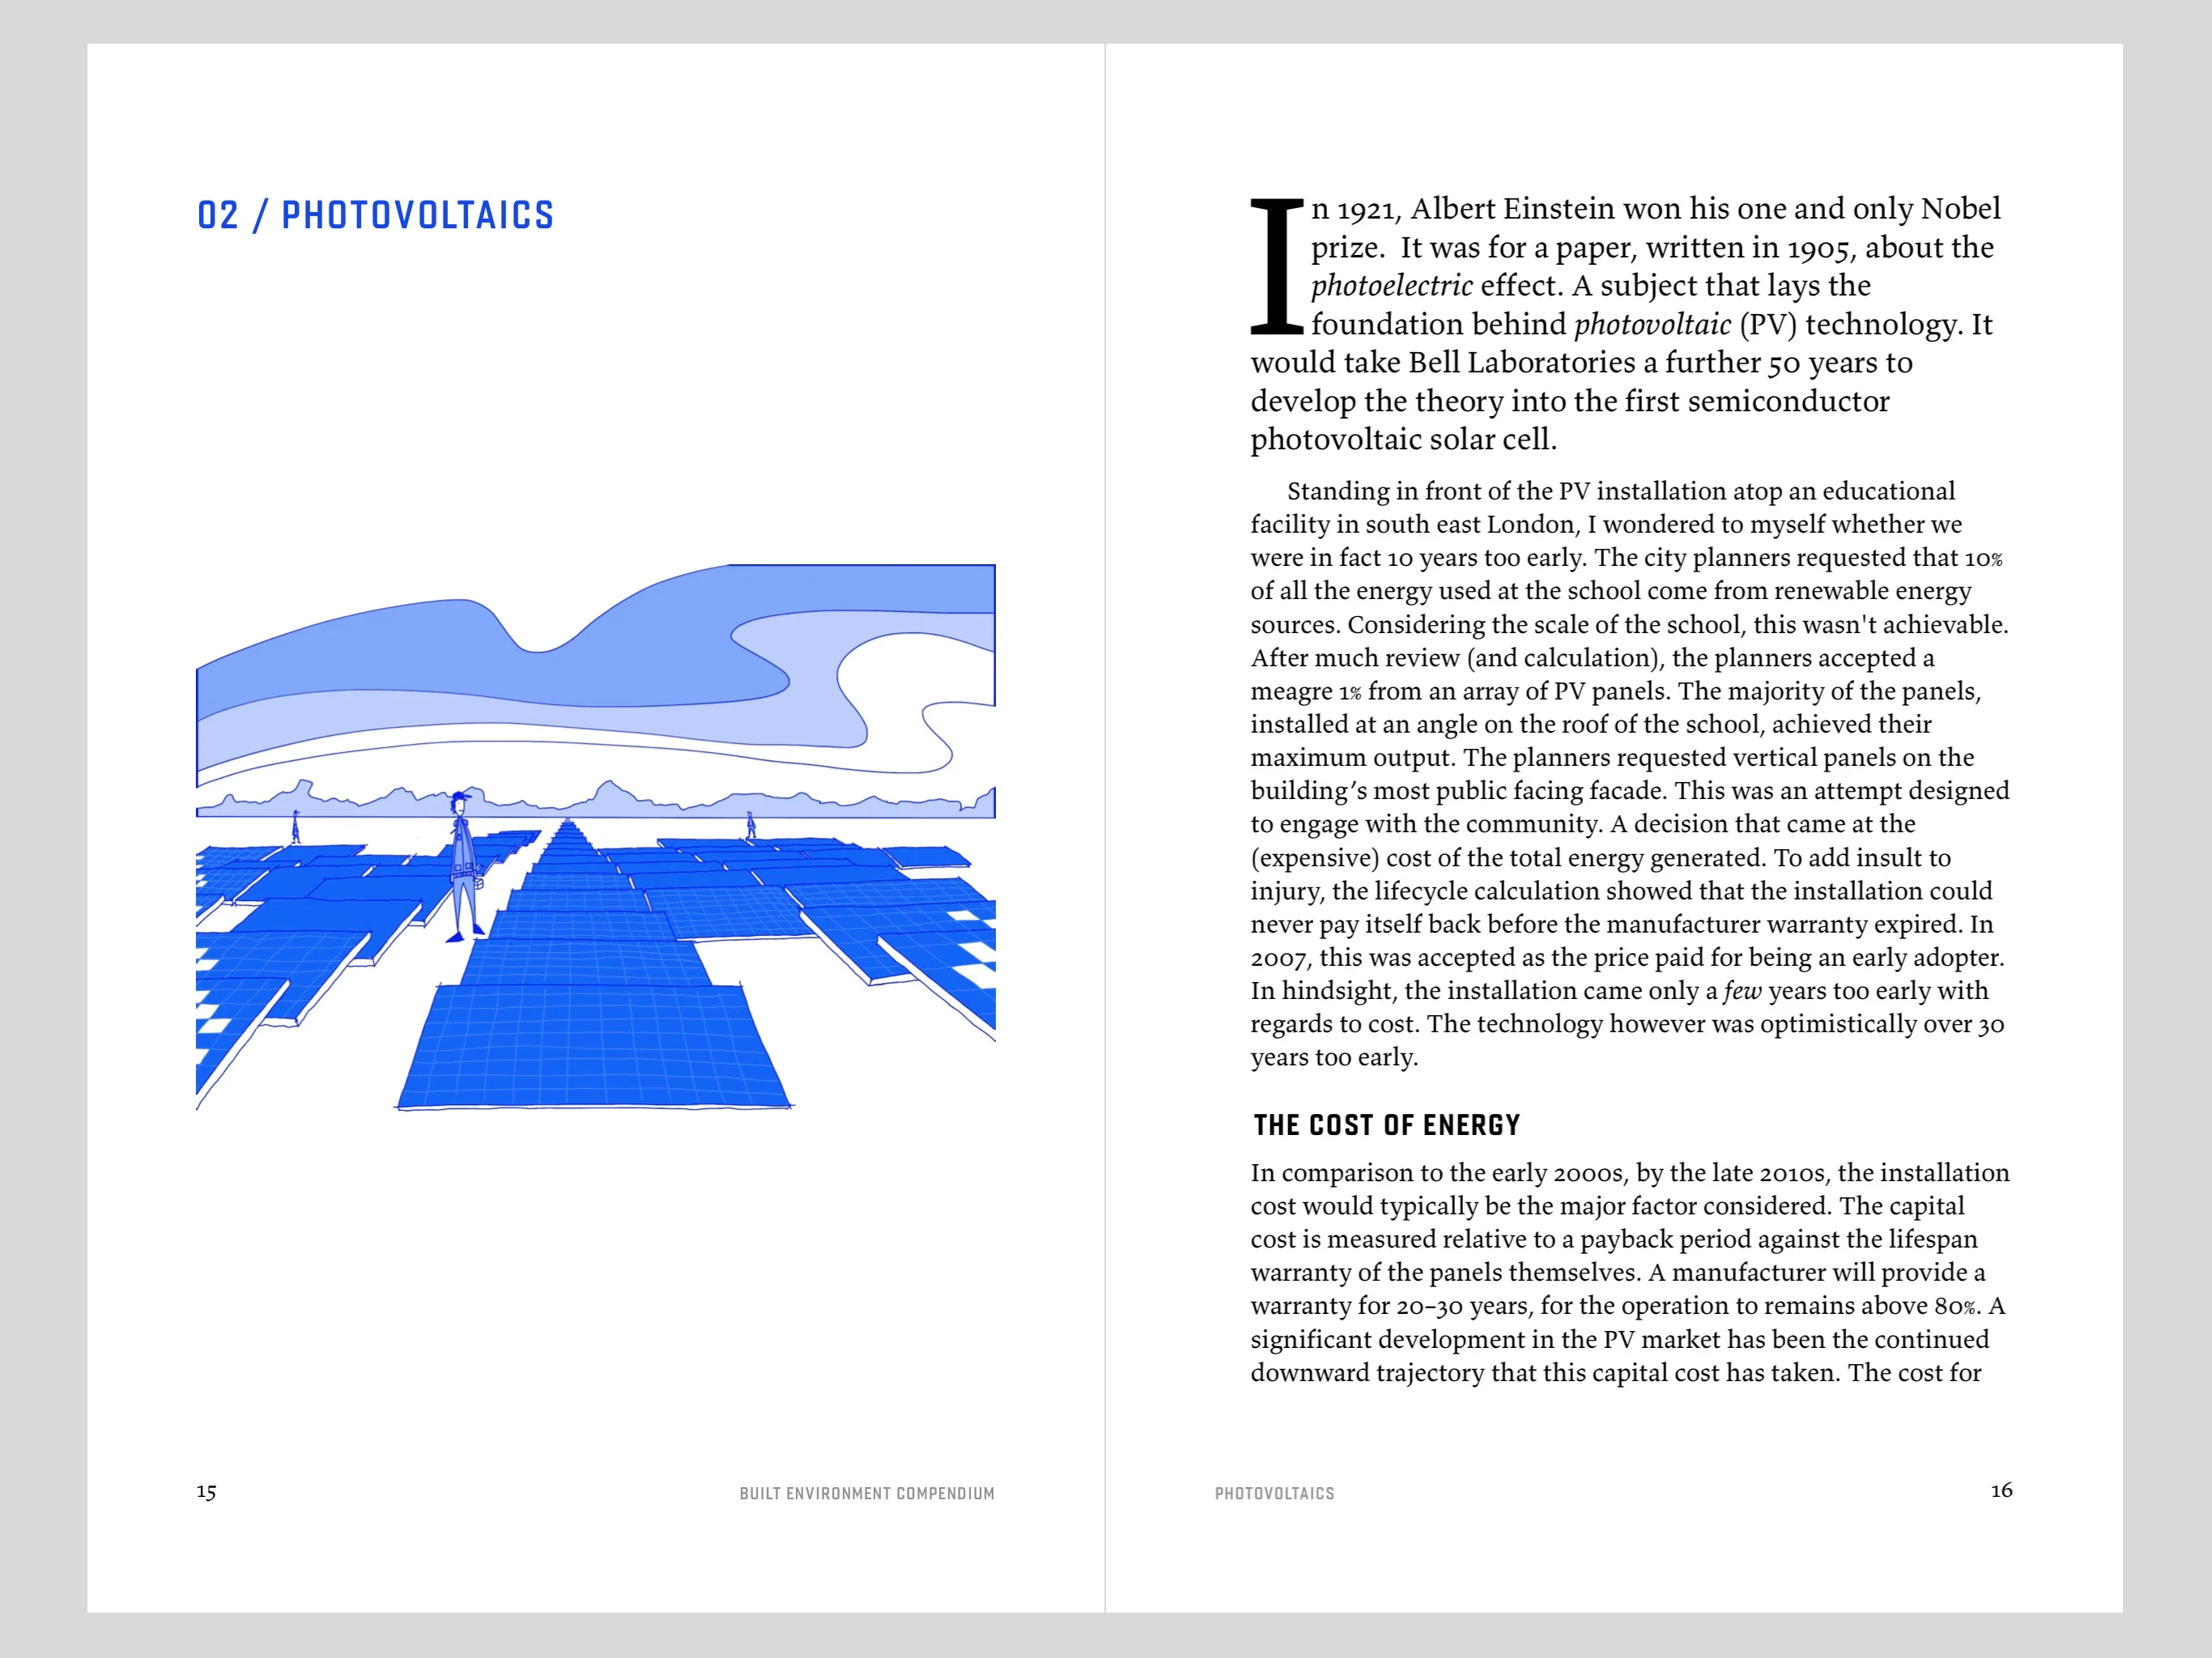 02 / PHOTOVOLTAICS
15
BUILT ENVIRONMENT COMPENDIUM
In 1921, Albert Einstein won his one and only Nobel
prize.  It was for a paper, written in 1905, about the
photoelectric effect. A subject that lays the
foundation behind photovoltaic (PV) technology. It
would take Bell Laboratories a further 50 years to
develop the theory into the first semiconductor
photovoltaic solar cell.
Standing in front of the PV installation atop an educational
facility in south east London, I wondered to myself whether we
were in fact 10 years too early. The city planners requested that 10%
of all the energy used at the school come from renewable energy
sources. Considering the scale of the school, this wasn't achievable.
After much review (and calculation), the planners accepted a
meagre 1% from an array of PV panels. The majority of the panels,
installed at an angle on the roof of the school, achieved their
maximum output. The planners requested vertical panels on the
building’s most public facing facade. This was an attempt designed
to engage with the community. A decision that came at the
(expensive) cost of the total energy generated. To add insult to
injury, the lifecycle calculation showed that the installation could
never pay itself back before the manufacturer warranty expired. In
2007, this was accepted as the price paid for being an early adopter.
In hindsight, the installation came only a few years too early with
regards to cost. The technology however was optimistically over 30
years too early.
THE COST OF ENERGY
In comparison to the early 2000s, by the late 2010s, the installation
cost would typically be the major factor considered. The capital
cost is measured relative to a payback period against the lifespan
warranty of the panels themselves. A manufacturer will provide a
warranty for 20–30 years, for the operation to remains above 80%. A
significant development in the PV market has been the continued
downward trajectory that this capital cost has taken. The cost for
PHOTOVOLTAICS
16